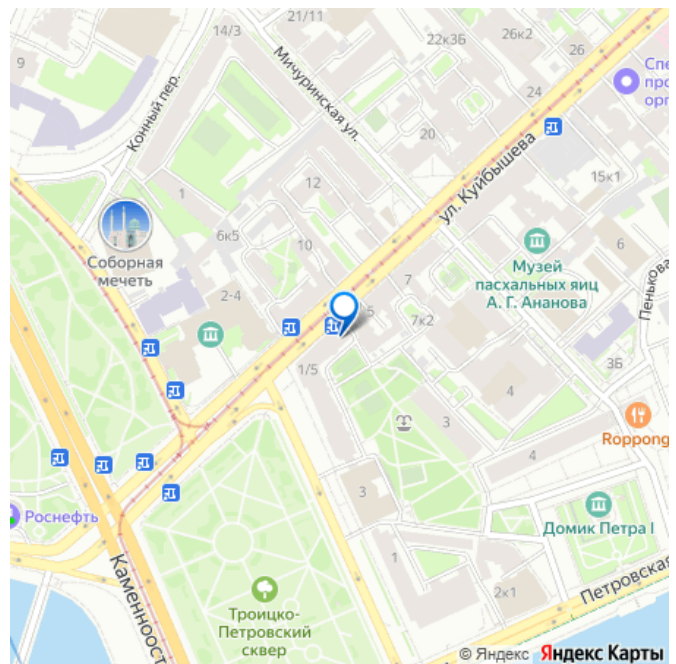 21/11
14/3
22к3Б
26к2
26
9
Спе
про
орг
Конный пер.
Мичуринская ул.
24
20
ул. Куйбышева
15к1
1
12
6к5
10
Соборная
мечеть
2-4
7
6
Музей
пасхальных яиц
А. Г. Ананова
Пенькова
5
7к2
1/5
3Б
4
3
4
Roppong
3
Роснефть
Домик Петра I
Каменноост
1
2к1
Петровская
Троицко-
Петровский
сквер
© Яндекс Яндекс Карты